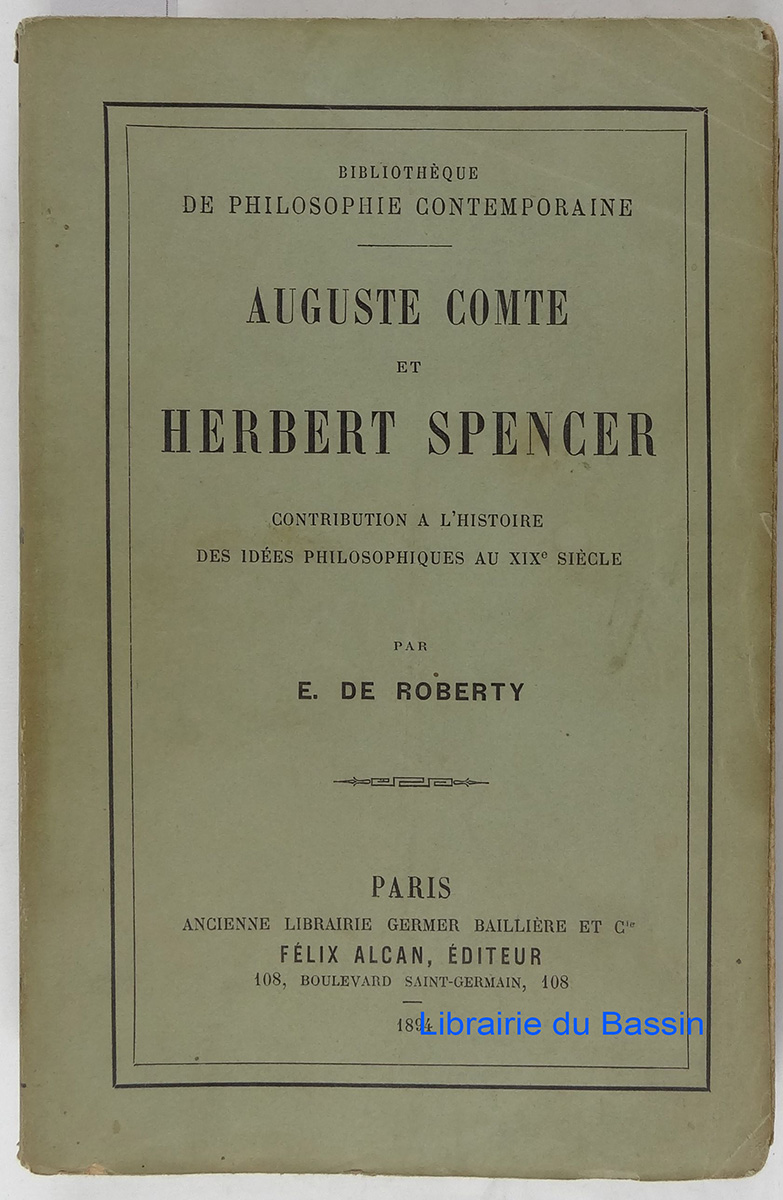 BIBLIOTHÈQUE
DE PHILOSOPHIE CONTEMPORAINE
AUGUSTE COMTE
ET
HERBERT SPENCER
CONTRIBUTION A L'HISTOIRE
DES IDÉES PHILOSOPHIQUES AU XIXe SIÈCLE
PAR
E. DE ROBERTY
PARIS
ANCIENNE LIBRAIRIE GERMER BAILLIÈRE ET Cie
FÉLIX ALCAN, ÉDITEUR
108, BOULEVARD SAINT-GERMAIN, 108
1894
Librairie du Bassin